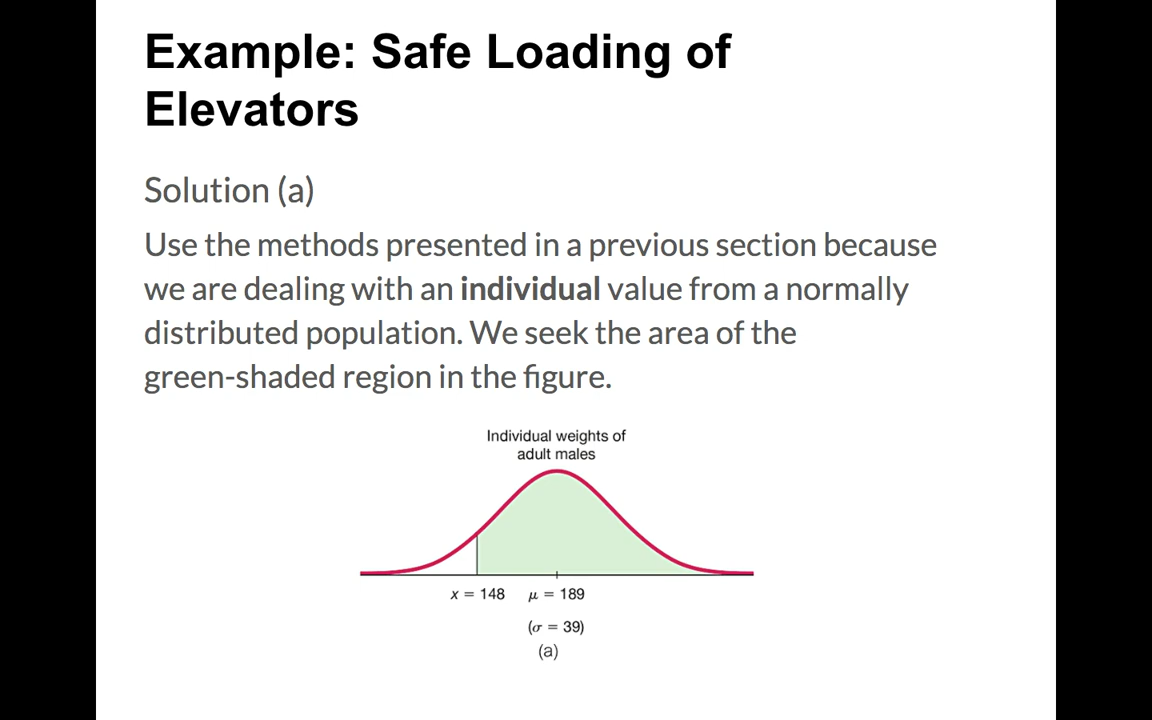 Example: Safe Loading of
Elevators
Solution (a)
Use the methods presented in a previous section because
we are dealing with an individual value from a normally
distributed population. We seek the area of the
green-shaded region in the figure.
Individual weights of
adult males
x = 148 μ = 189
(σ = 39)
(a)